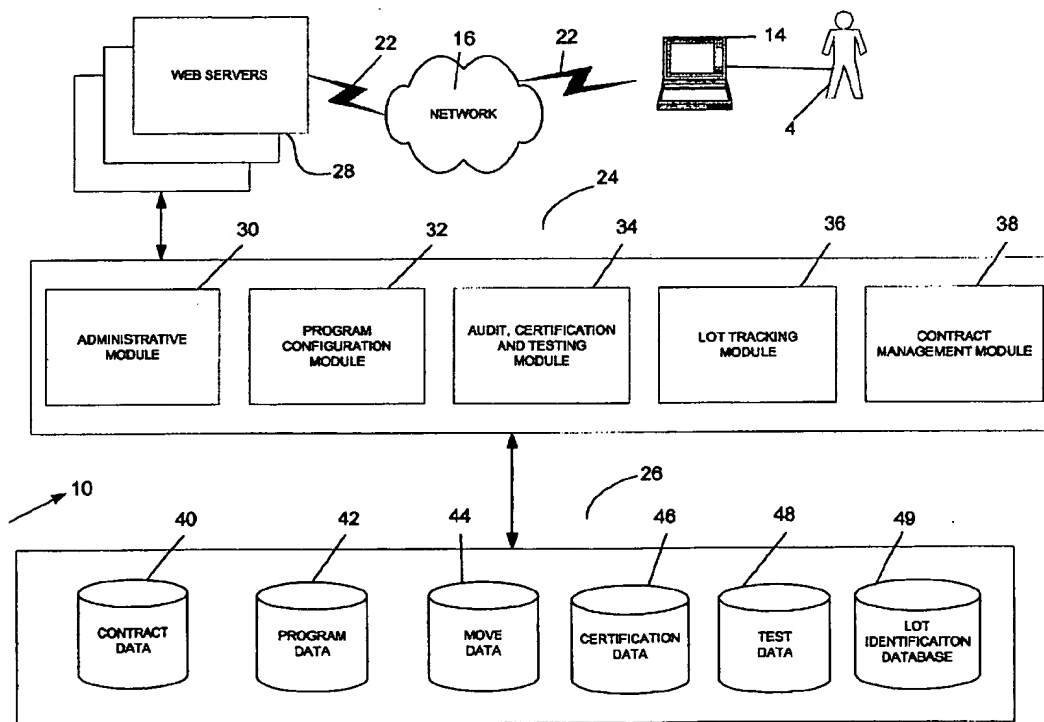 WEB SERVERS
22
16
NETWORK
22
14
4
28
24
30
32
34
36
38
ADMINISTRATIVE
MODULE
PROGRAM
CONFIGURATION
MODULE
AUDIT, CERTIFICATION
AND TESTING
MODULE
LOT TRACKING
MODULE
CONTRACT
MANAGEMENT MODULE
10
26
40
42
44
46
48
49
CONTRACT
DATA
PROGRAM
DATA
MOVE
DATA
CERTIFICATION
DATA
TEST
DATA
LOT
IDENTIFICAITON
DATABASE